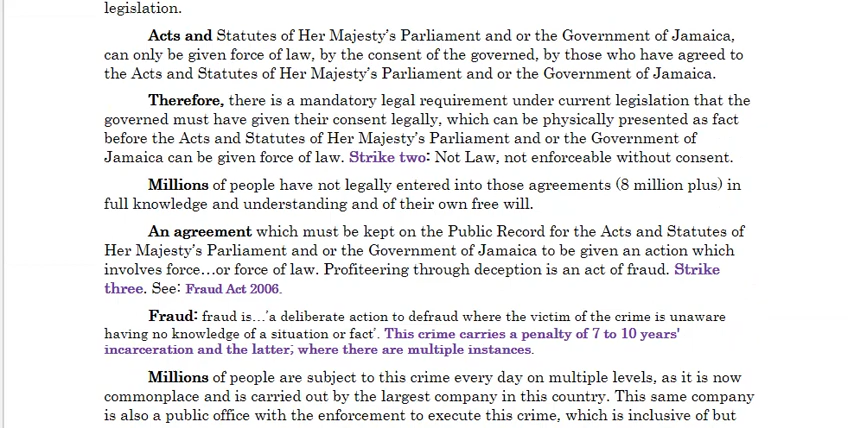 legislation.
Acts and Statutes of Her Majesty's Parliament and or the Government of Jamaica,
can only be given force of law, by the consent of the governed, by those who have agreed to
the Acts and Statutes of Her Majesty's Parliament and or the Government of Jamaica.
Therefore, there is a mandatory legal requirement under current legislation that the
governed must have given their consent legally, which can be physically presented as fact
before the Acts and Statutes of Her Majesty's Parliament and or the Government of
Jamaica can be given force of law. Strike two: Not Law, not enforceable without consent.
Millions of people have not legally entered into those agreements (8 million plus) in
full knowledge and understanding and of their own free will.
An agreement which must be kept on the Public Record for the Acts and Statutes of
Her Majesty's Parliament and or the Government of Jamaica to be given an action which
involves force...or force of law. Profiteering through deception is an act of fraud. Strike
three. See: Fraud Act 2006.
Fraud: fraud is...'a deliberate action to defraud where the victim of the crime is unaware
having no knowledge of a situation or fact'. This crime carries a penalty of 7 to 10 years'
incarceration and the latter; where there are multiple instances.
Millions of people are subject to this crime every day on multiple levels, as it is now
commonplace and is carried out by the largest company in this country. This same company
is also a public office with the enforcement to execute this crime, which is inclusive of but